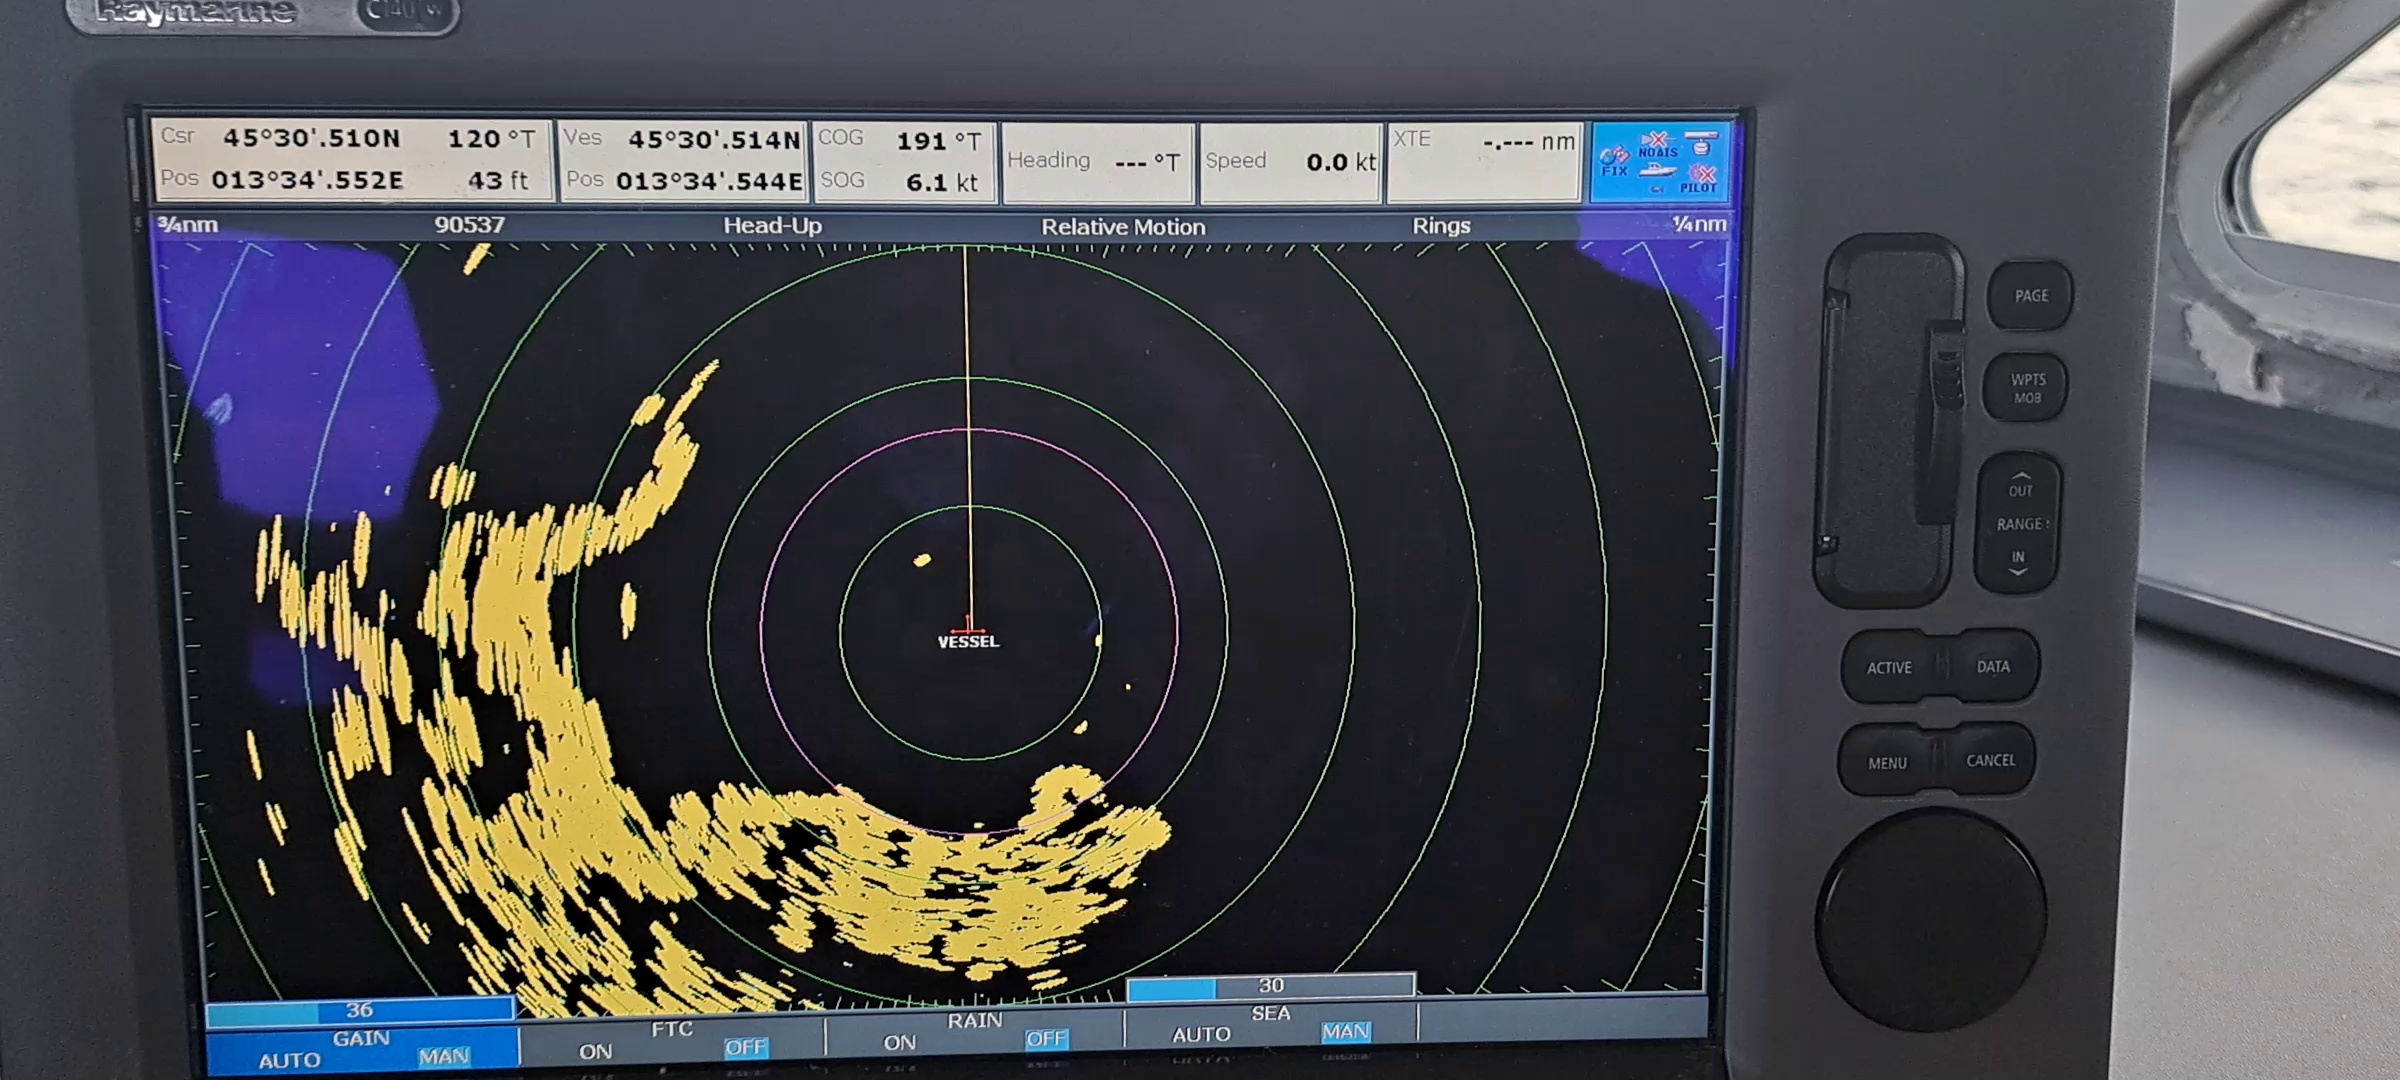 Raymarine C140W
Csr 45°30'.510N 120 °T
Pos 013°34'.552E 43 ft
Ves 45°30'.514N
Pos 013°34'.544E
COG 191 °T
SOG 6.1 kt
Heading --- °T
Speed 0.0 kt
XTE -.--- nm
NO AIS
FIX
PILOT
¾nm 90537 Head-Up Relative Motion Rings ¼nm
VESSEL
36
GAIN
AUTO MAN
FTC
ON OFF
RAIN
ON OFF
30
SEA
AUTO MAN
PAGE
WPTS
MOB
OUT
RANGE
IN
ACTIVE DATA
MENU CANCEL